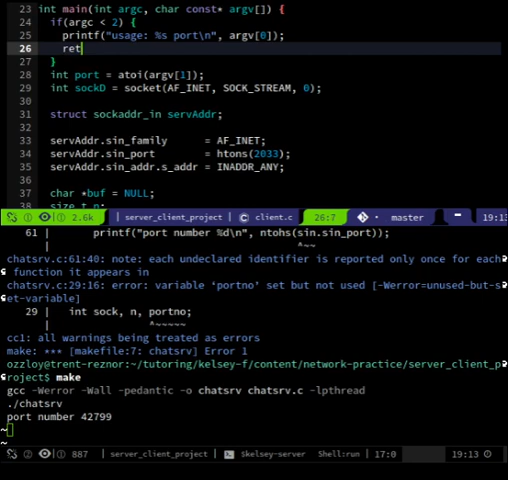 23 int main(int argc, char const* argv[]) {
24 if(argc < 2) {
25 printf("usage: %s port\n", argv[0]);
26 ret
27 }
28 int port = atoi(argv[1]);
29 int sockD = socket(AF_INET, SOCK_STREAM, 0);
30
31 struct sockaddr_in servAddr;
32
33 servAddr.sin_family = AF_INET;
34 servAddr.sin_port = htons(2033);
35 servAddr.sin_addr.s_addr = INADDR_ANY;
36
37 char *buf = NULL;
38 size_t n;
① ① 2.6k | server_client_project | C client.c 26:7 master 19:13
61 | printf("port number %d\n", ntohs(sin.sin_port));
| ^~~
chatsrv.c:61:40: note: each undeclared identifier is reported only once for each
function it appears in
chatsrv.c:29:16: error: variable ‘portno’ set but not used [-Werror=unused-but-s
et-variable]
29 | int sock, n, portno;
| ^~~~~~
cc1: all warnings being treated as errors
make: *** [makefile:7: chatsrv] Error 1
ozzloy@trent-reznor:~/tutoring/kelsey-f/content/network-practice/server_client_p
roject$ make
gcc -Werror -Wall -pedantic -o chatsrv chatsrv.c -lpthread
./chatsrv
port number 42799
~
~
② ① 887 | server_client_project | $kelsey-server Shell:run | 17:0 19:13